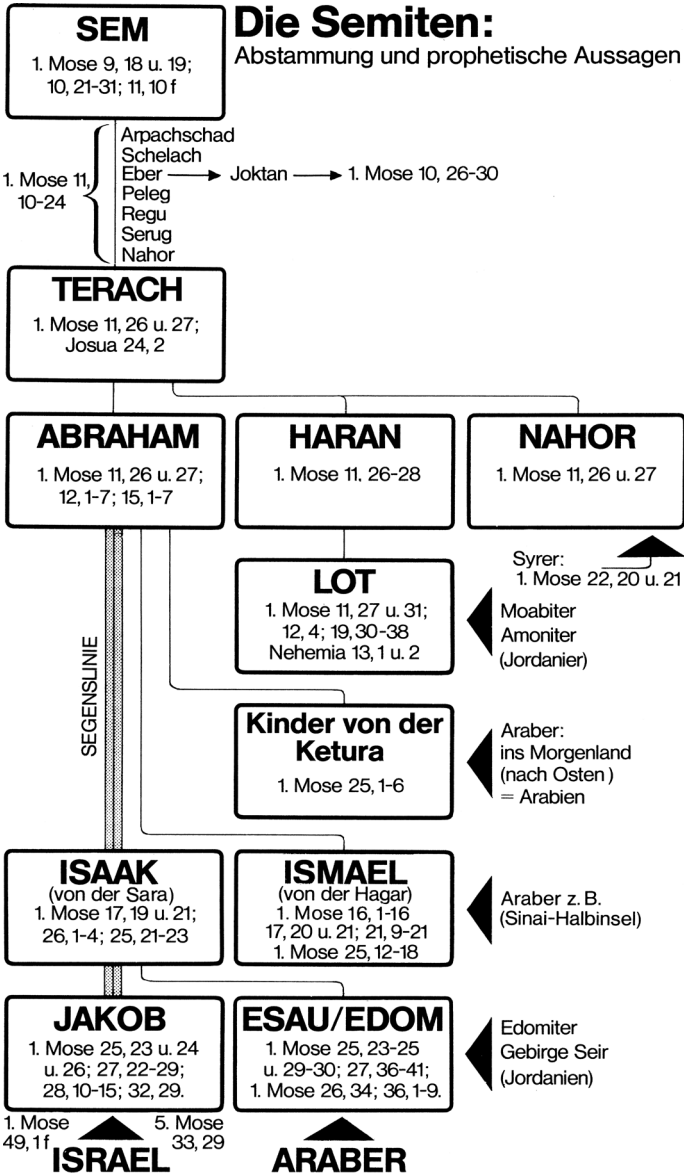 SEM
1. Mose 9, 18 u. 19;
10, 21-31; 11, 10 f
Die Semiten:
Abstammung und prophetische Aussagen
1. Mose 11,
10-24
Arpachschad
Schelach
Eber → Joktan → 1. Mose 10, 26-30
Peleg
Regu
Serug
Nahor
TERACH
1. Mose 11, 26 u. 27;
Josua 24, 2
ABRAHAM
1. Mose 11, 26 u. 27;
12, 1-7; 15, 1-7
HARAN
1. Mose 11. 26-28
NAHOR
1. Mose 11, 26 u. 27
Syrer:
1. Mose 22, 20 u. 21
SEGENSLINIE
LOT
1. Mose 11, 27 u. 31;
12, 4; 19, 30-38
Nehemia 13, 1 u. 2
Moabiter
Amoniter
(Jordanier)
Kinder von der
Ketura
1. Mose 25, 1-6
Araber:
ins Morgenland
(nach Osten )
= Arabien
ISAAK
(von der Sara)
1. Mose 17, 19 u. 21;
26, 1-4; 25, 21-23
ISMAEL
(von der Hagar)
1. Mose 16, 1-16
17, 20 u. 21; 21, 9-21
1. Mose 25, 12-18
Araber z. B.
(Sinai-Halbinsel)
JAKOB
1. Mose 25, 23 u. 24
u. 26; 27, 22-29;
28, 10-15; 32, 29.
ESAU/EDOM
1. Mose 25, 23-25
u. 29-30; 27, 36-41;
1. Mose 26, 34; 36, 1-9.
Edomiter
Gebirge Seir
(Jordanien)
1. Mose
49, 1 f
5. Mose
33, 29
ISRAEL
ARABER